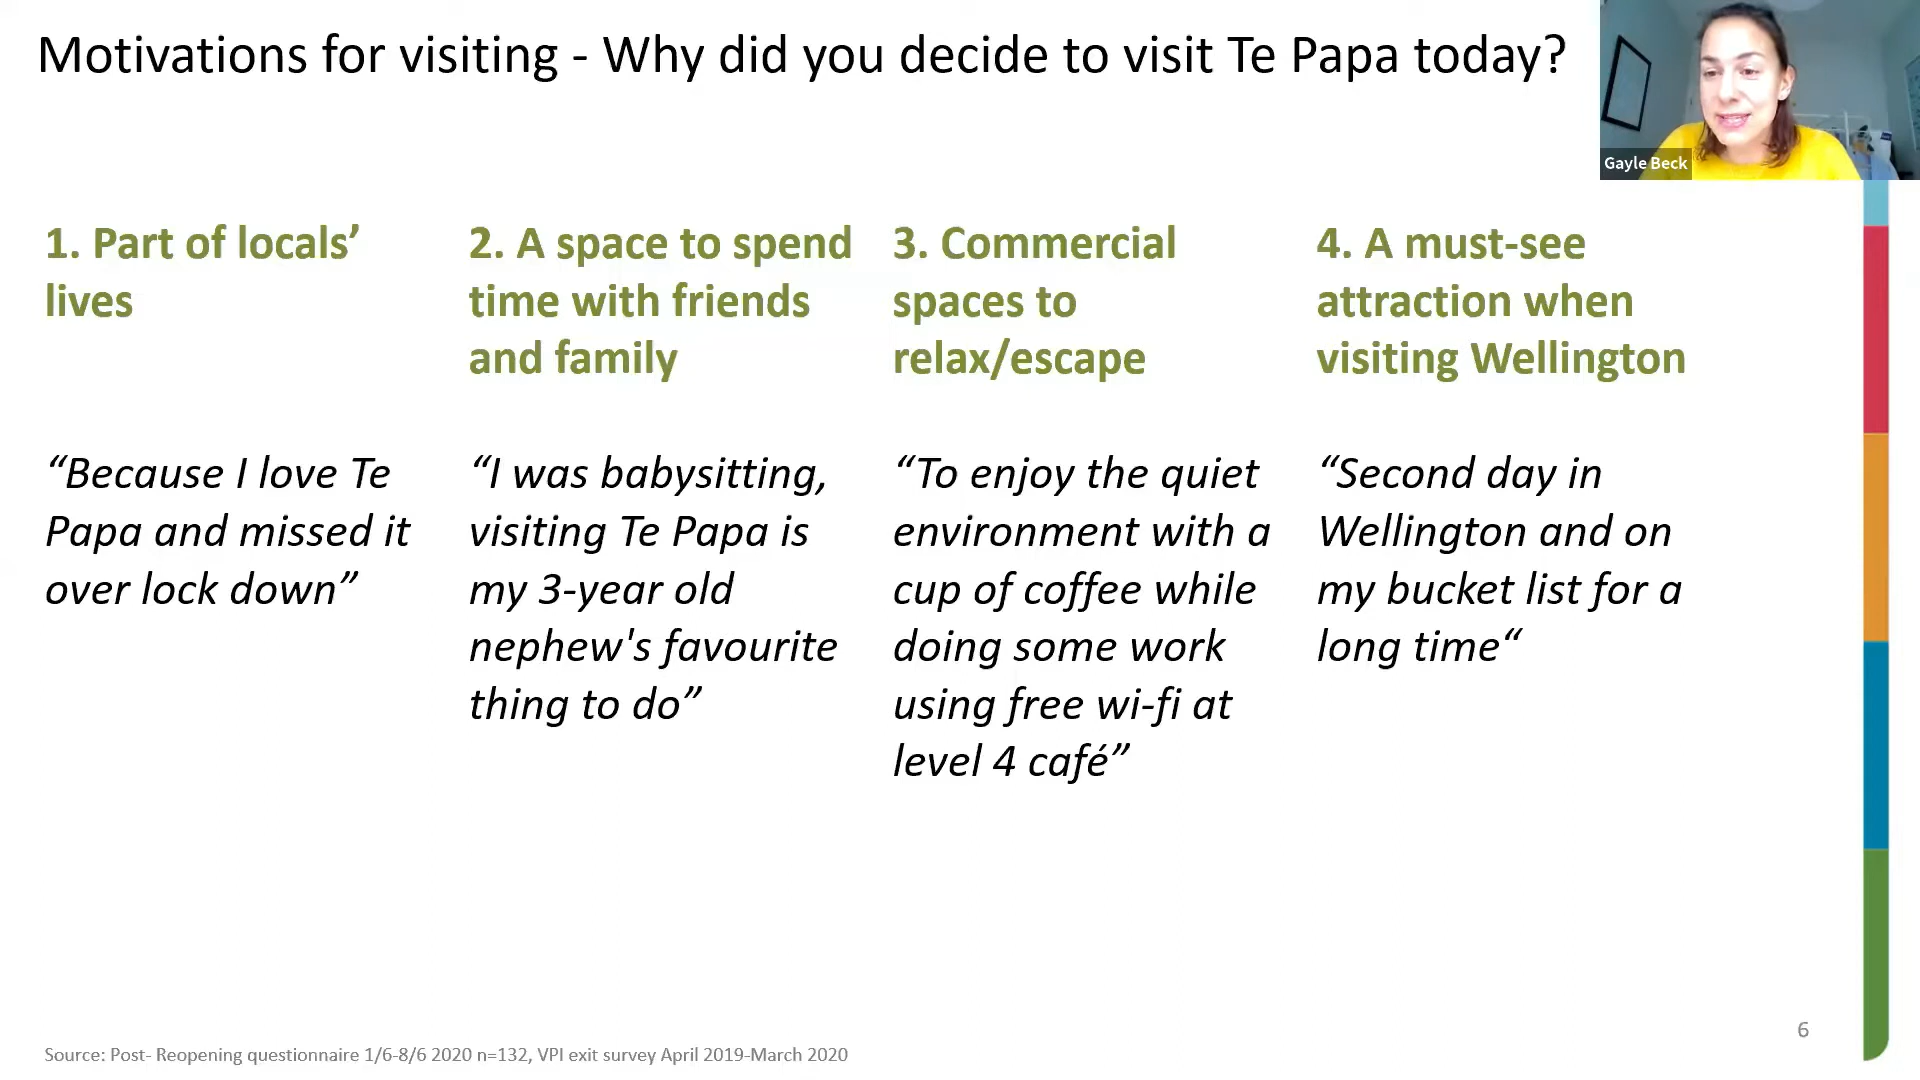 Motivations for visiting - Why did you decide to visit Te Papa today?
Gayle Beck
1. Part of locals’
lives
“Because I love Te
Papa and missed it
over lock down”
2. A space to spend
time with friends
and family
“I was babysitting,
visiting Te Papa is
my 3-year old
nephew's favourite
thing to do”
3. Commercial
spaces to
relax/escape
“To enjoy the quiet
environment with a
cup of coffee while
doing some work
using free wi-fi at
level 4 café”
4. A must-see
attraction when
visiting Wellington
“Second day in
Wellington and on
my bucket list for a
long time“
6
Source: Post- Reopening questionnaire 1/6-8/6 2020 n=132, VPI exit survey April 2019-March 2020